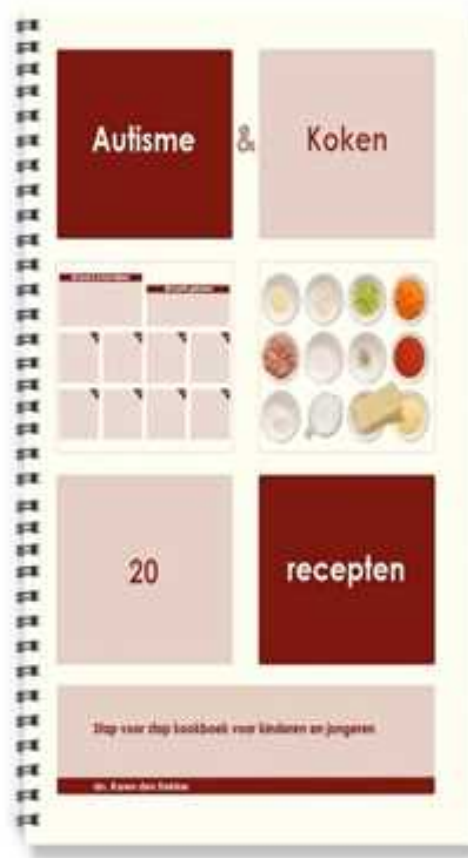 Autisme & Koken
20 recepten
Stap voor stap kookboek voor kinderen en jongeren